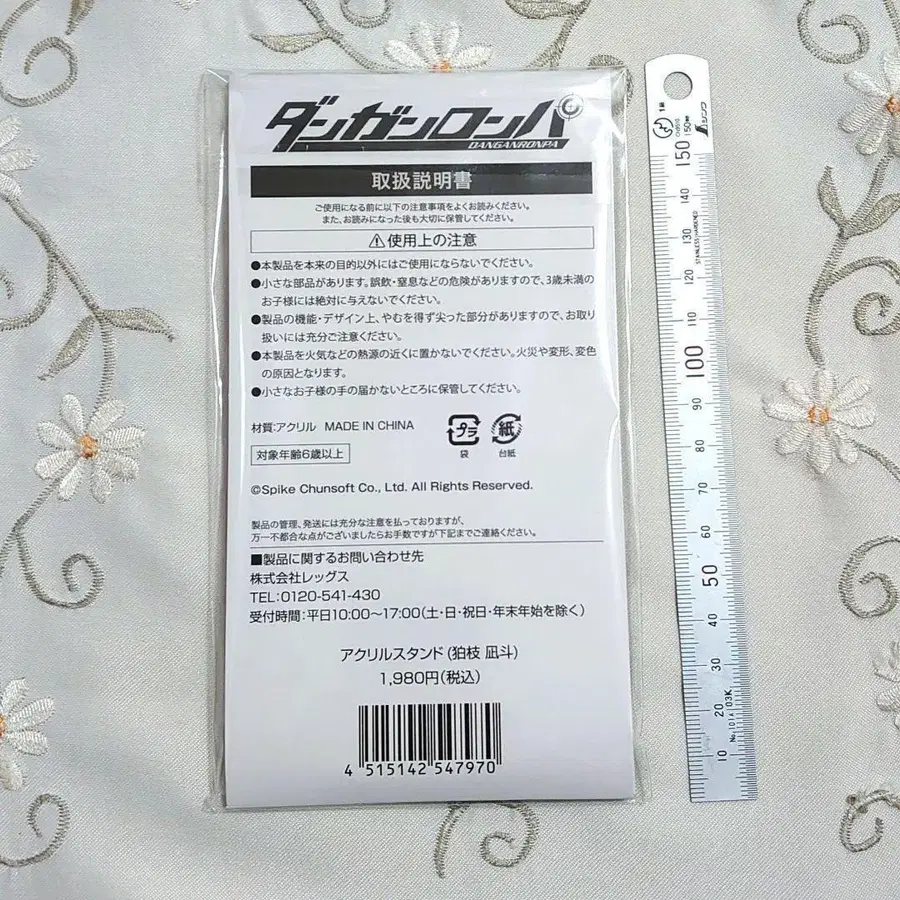 ダンガンロンパ
DANGANRONPA
取扱説明書
ご使用になる前に以下の注意事項をよくお読みください。
また、お読みになった後も大切に保管してください。
⚠使用上の注意
●本製品を本来の目的以外にはご使用にならないでください。
●小さな部品があります。誤飲・窒息などの危険がありますので、3歳未満の
お子様には絶対に与えないでください。
●製品の機能・デザイン上、やむを得ず尖った部分がありますので、お取り
扱いには充分ご注意ください。
●本製品を火気などの熱源の近くに置かないでください。火災や変形、変色
の原因となります。
●小さなお子様の手の届かないところに保管してください。
材質:アクリル MADE IN CHINA
プラ
袋
紙
台紙
対象年齢6歳以上
©Spike Chunsoft Co., Ltd. All Rights Reserved.
製品の管理、発送には充分な注意を払っておりますが、
万一不都合な点がございましたらお手数ですが下記までご連絡ください。
■製品に関するお問い合わせ先
株式会社レッグス
TEL:0120-541-430
受付時間:平日10:00〜17:00(土・日・祝日・年末年始を除く)
アクリルスタンド(狛枝 凪斗)
1,980円(税込)
4 515142 547970
シンワ
1級
150㎜
150
140
130
120
110
100
90
80
70
60
50
40
30
20
10
STAINLESS HARDENED
No.101A 03K